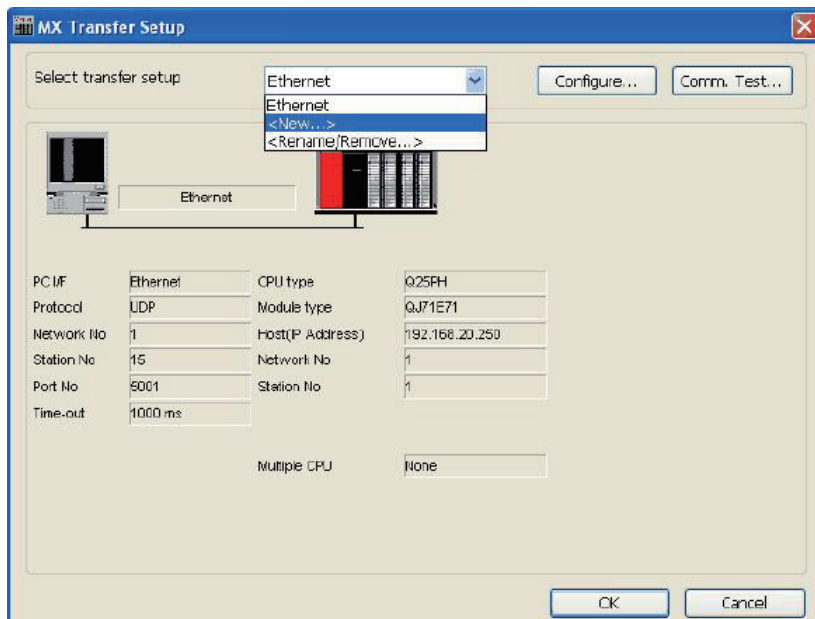 MX Transfer Setup
Select transfer setup
Ethernet
Configure...
Comm. Test...
Ethernet
<New...>
<Rename/Remove...>
Ethernet
PC I/F Ethernet CPU type Q25PH
Protocol UDP Module type QJ71E71
Network No 1 Host(IP Address) 192.168.20.250
Station No 15 Network No 1
Port No 5001 Station No 1
Time-out 1000 ms
Multiple CPU None
OK
Cancel